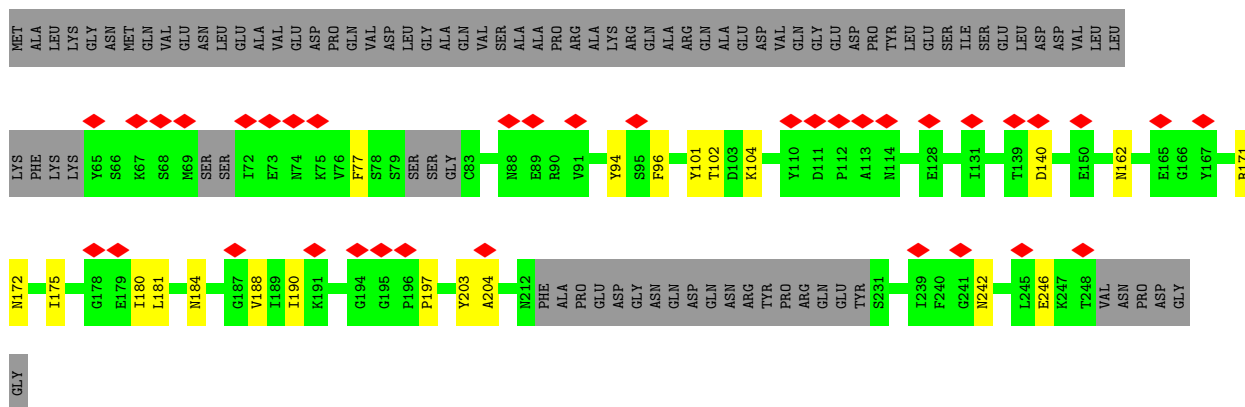 MET ALA LEU LYS GLY ASN MET GLN VAL GLU ASN LEU GLU ALA VAL GLU ASP PRO GLN VAL ASP LEU GLY ALA GLN VAL SER ALA ALA PRO ARG ALA LYS ARG GLN ALA ARG GLN ALA GLU ASP VAL GLN GLY GLU ASP PRO TYR LEU GLU SER ILE SER GLU LEU ASP ASP VAL LEU LEU
LYS PHE LYS LYS Y65 S66 K67 S68 M69 SER SER I72 E73 N74 K75 V76 F77 S78 S79 SER SER GLY C83 N88 E89 R90 V91 Y94 S95 F96 Y101 T102 D103 K104 Y110 D111 P112 A113 N114 E128 I131 T139 D140 E150 N162 E165 G166 Y167 R171
N172 I175 G178 E179 I180 L181 N184 G187 V188 I189 I190 K191 G194 G195 P196 P197 Y203 A204 N212 PHE ALA PRO GLU ASP GLY ASN GLN ASP GLN ASN ARG TYR PRO ARG GLN GLU TYR S231 I239 F240 G241 N242 L245 E246 K247 T248 VAL ASN PRO ASP GLY
GLY